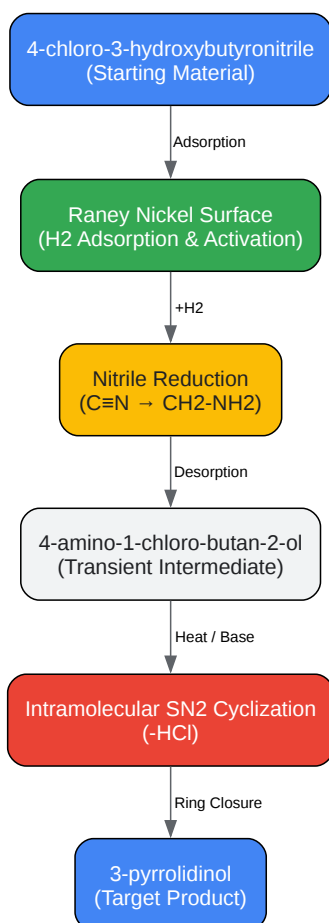 4-chloro-3-hydroxybutyronitrile
(Starting Material)
Adsorption
Raney Nickel Surface
(H2 Adsorption & Activation)
+H2
Nitrile Reduction
(C≡N → CH2-NH2)
Desorption
4-amino-1-chloro-butan-2-ol
(Transient Intermediate)
Heat / Base
Intramolecular SN2 Cyclization
(-HCl)
Ring Closure
3-pyrrolidinol
(Target Product)